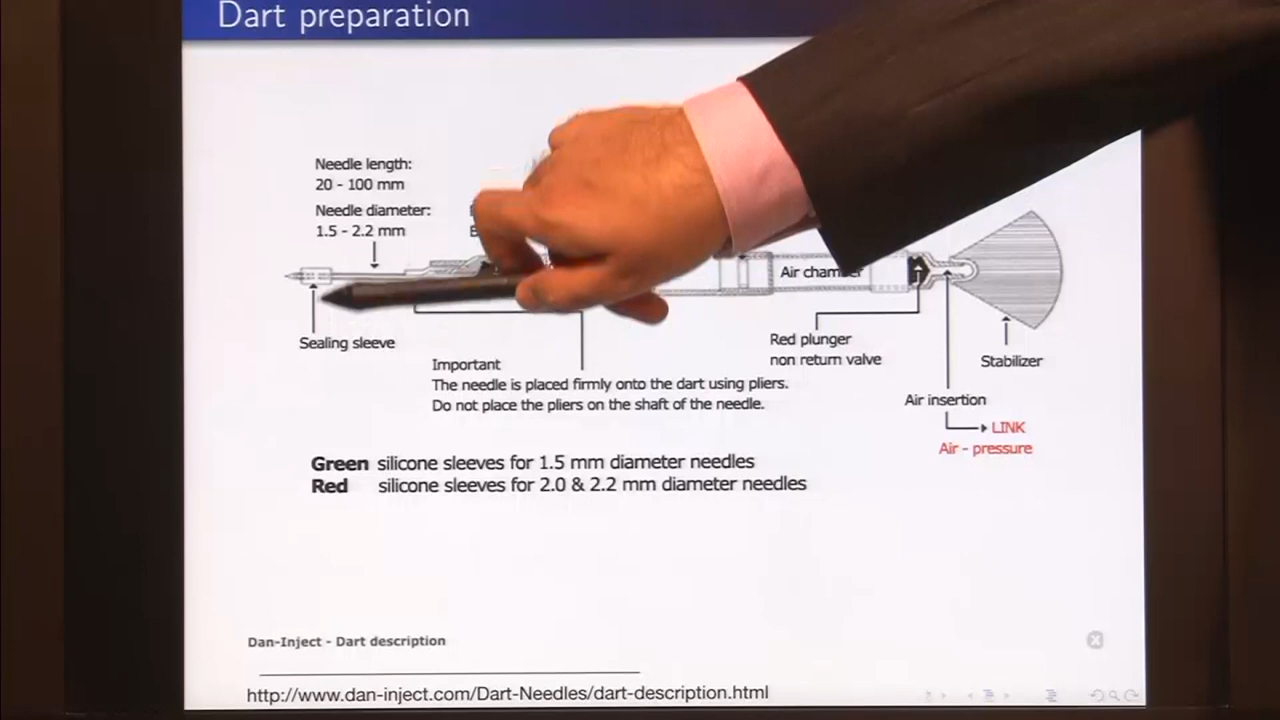 Dart preparation
Needle length:
20 - 100 mm
Needle diameter:
1.5 - 2.2 mm
Air chamber
Sealing sleeve
Red plunger
non return valve
Stabilizer
Important
The needle is placed firmly onto the dart using pliers.
Do not place the pliers on the shaft of the needle.
Air insertion
LINK
Air - pressure
Green silicone sleeves for 1.5 mm diameter needles
Red silicone sleeves for 2.0 & 2.2 mm diameter needles
Dan-Inject - Dart description
http://www.dan-inject.com/Dart-Needles/dart-description.html